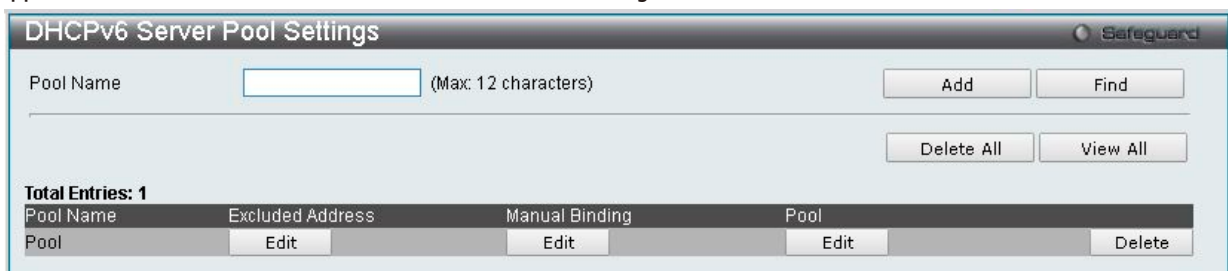 DHCPv6 Server Pool Settings Safeguard
Pool Name (Max: 12 characters) Add Find
Delete All View All
Total Entries: 1
Pool Name Excluded Address Manual Binding Pool
Pool Edit Edit Edit Delete